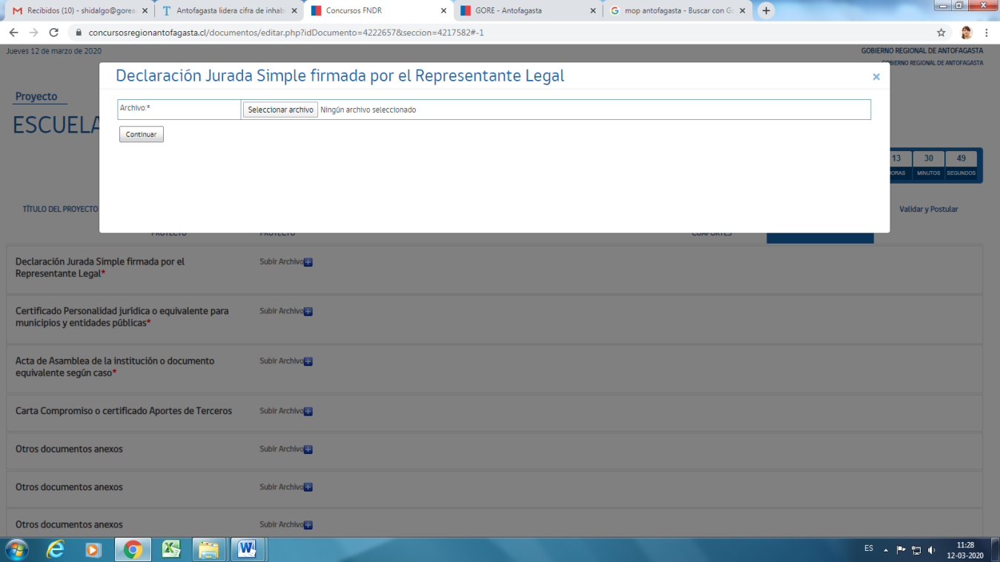 Recibidos (10) - shidalgo@gorea
Antofagasta lidera cifra de inhab
Concursos FNDR
GORE - Antofagasta
mop antofagasta - Buscar con G
concursosregionantofagasta.cl/documentos/editar.php?idDocumento=4222657&seccion=4217582#-1
Jueves 12 de marzo de 2020
GOBIERNO REGIONAL DE ANTOFAGASTA
BIERNO REGIONAL DE ANTOFAGASTA
Declaración Jurada Simple firmada por el Representante Legal
Archivo:*
Seleccionar archivo
Ningún archivo seleccionado
Continuar
Proyecto
ESCUELA
13
30
49
ORAS
MINUTOS
SEGUNDOS
TÍTULO DEL PROYECTO
Validar y Postular
PROYECTO
PROYECTO
Declaración Jurada Simple firmada por el
Representante Legal*
Subir Archivo
Certificado Personalidad jurídica o equivalente para
municipios y entidades públicas*
Subir Archivo
Acta de Asamblea de la institución o documento
equivalente según caso*
Subir Archivo
Carta Compromiso o certificado Aportes de Terceros
Subir Archivo
Otros documentos anexos
Subir Archivo
Otros documentos anexos
Subir Archivo
Otros documentos anexos
Subir Archivo
ES
11:28
12-03-2020